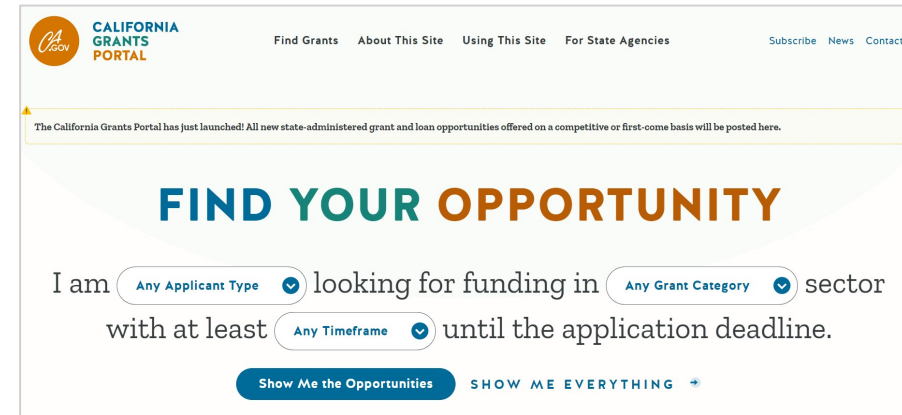 CA.GOV
CALIFORNIA
GRANTS
PORTAL
Find Grants About This Site Using This Site For State Agencies
Subscribe News Contact
The California Grants Portal has just launched! All new state-administered grant and loan opportunities offered on a competitive or first-come basis will be posted here.
FIND YOUR OPPORTUNITY
I am Any Applicant Type looking for funding in Any Grant Category sector
with at least Any Timeframe until the application deadline.
Show Me the Opportunities SHOW ME EVERYTHING